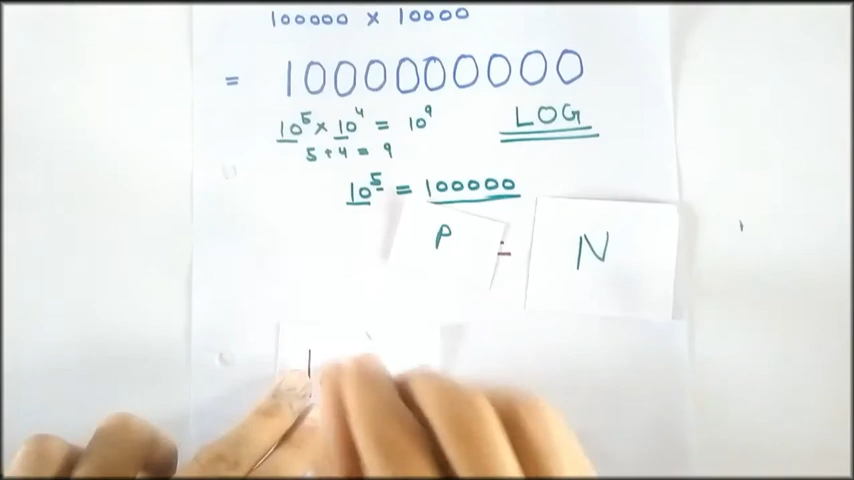 100000 x 10000
= 1000000000
10⁵ x 10⁴ = 10⁹
LOG
5 + 4 = 9
10⁵ = 100000
P = N